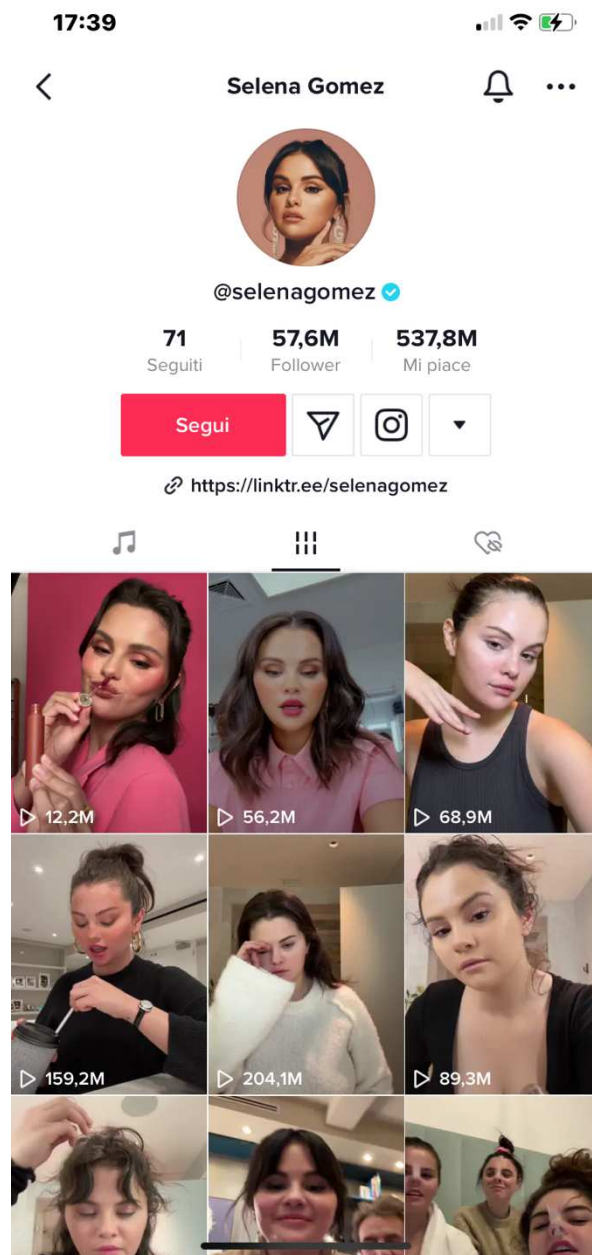 17:39
Selena Gomez
@selenagomez
71 57,6M 537,8M
Seguiti Follower Mi piace
Segui
https://linktr.ee/selenagomez
12,2M 56,2M 68,9M
159,2M 204,1M 89,3M